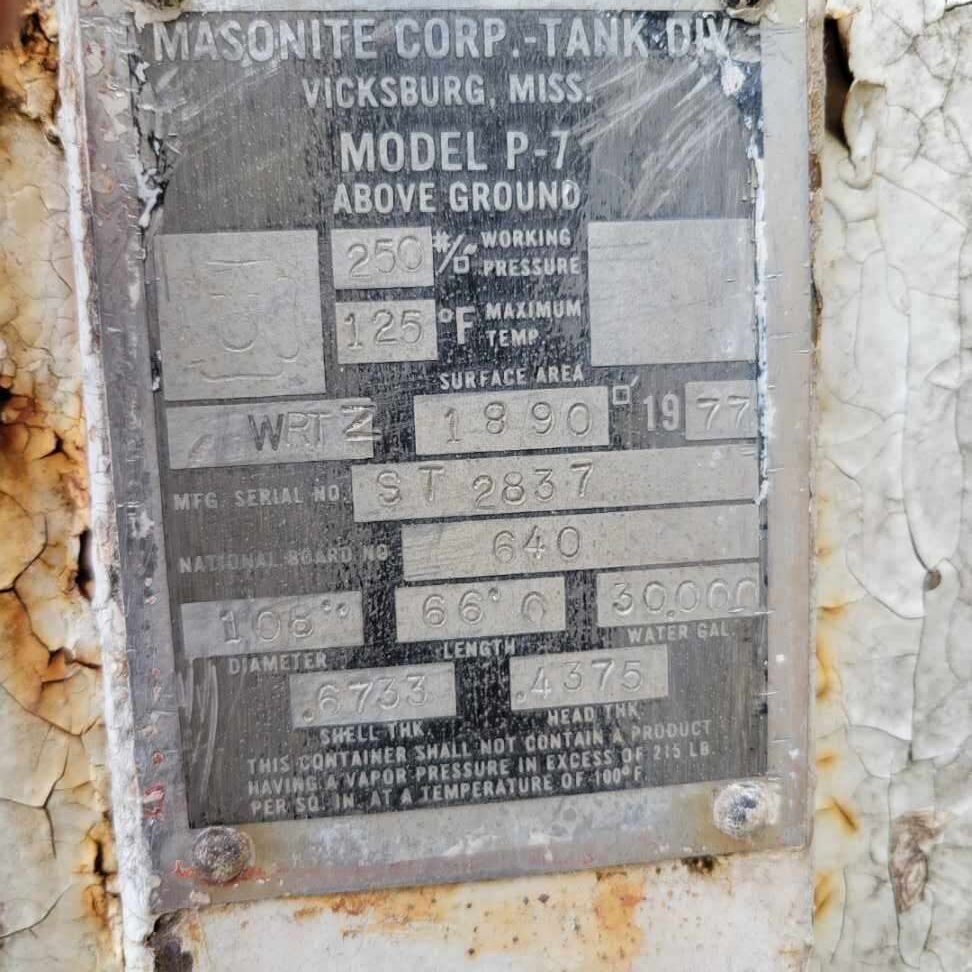 MASONITE CORP.-TANK DIV.
VICKSBURG, MISS.
MODEL P-7
ABOVE GROUND
250 #/□" WORKING PRESSURE
125 °F MAXIMUM TEMP
SURFACE AREA
WRTZ 1890 □' 1977
MFG. SERIAL NO. ST 2837
NATIONAL BOARD NO. 640
108" 66' 0 30,000
DIAMETER LENGTH WATER GAL.
.6733 .4375
SHELL THK. HEAD THK.
THIS CONTAINER SHALL NOT CONTAIN A PRODUCT
HAVING A VAPOR PRESSURE IN EXCESS OF 215 LB.
PER SQ. IN. AT A TEMPERATURE OF 100°F.